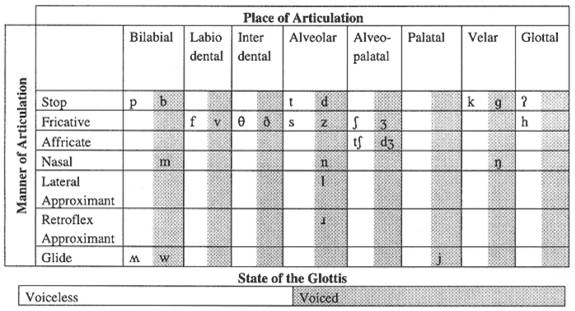 Place of Articulation
Bilabial Labio Inter Alveolar Alveo- Palatal Velar Glottal
dental dental palatal
Manner of Articulation
Stop p b t d k g ʔ
Fricative f v θ ð s z ʃ ʒ h
Affricate tʃ dʒ
Nasal m n ŋ
Lateral l
Approximant
Retroflex ɹ
Approximant
Glide ʍ w j
State of the Glottis
Voiceless Voiced